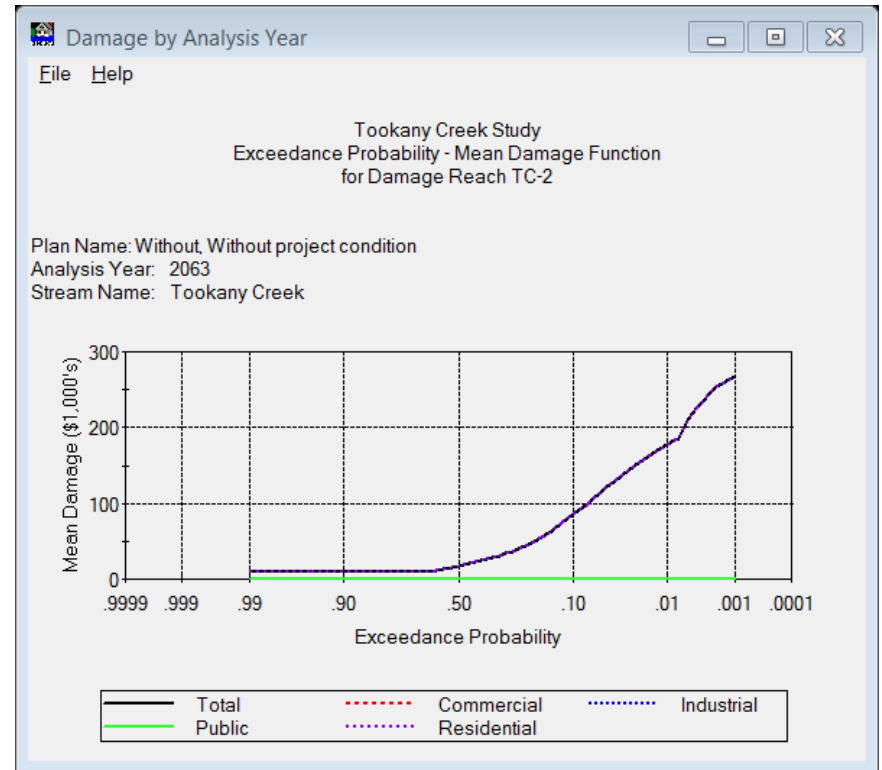 Damage by Analysis Year
File Help
Tookany Creek Study
Exceedance Probability - Mean Damage Function
for Damage Reach TC-2
Plan Name: Without, Without project condition
Analysis Year: 2063
Stream Name: Tookany Creek
Mean Damage ($1,000's)
300
200
100
0
.9999 .999 .99 .90 .50 .10 .01 .001 .0001
Exceedance Probability
Total Commercial Industrial
Public Residential